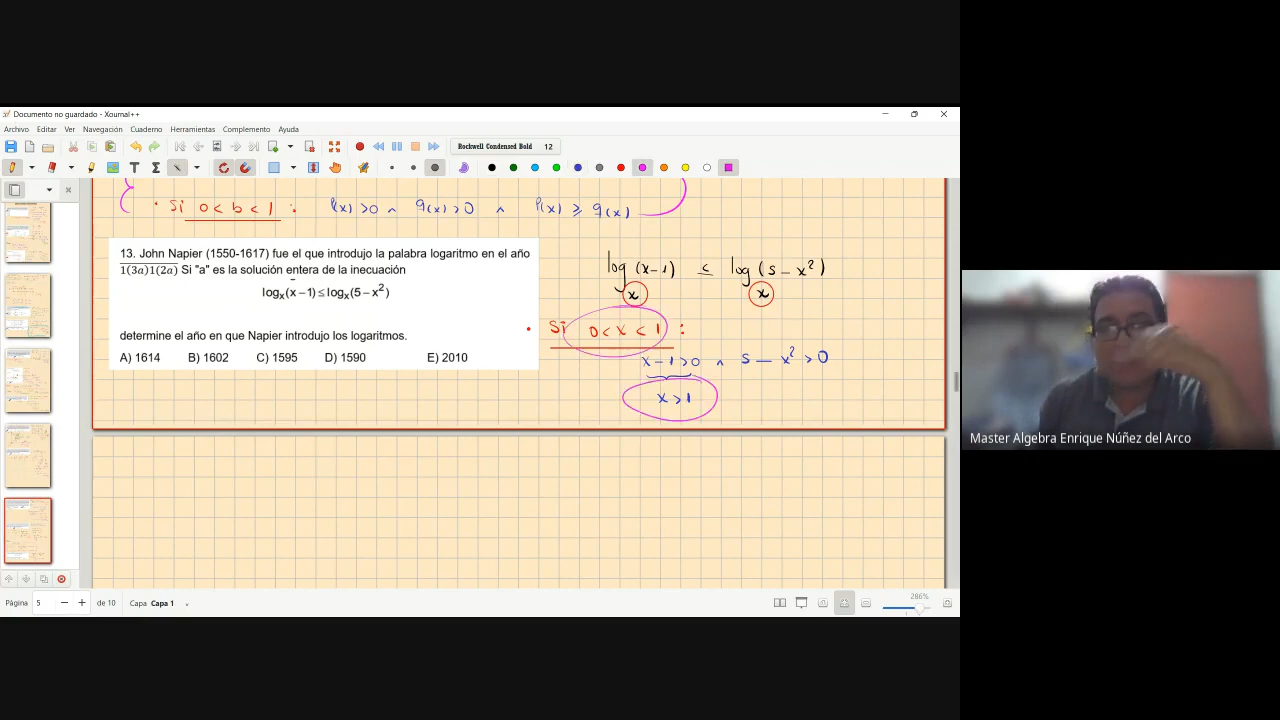 Documento no guardado - Xournal++
Archivo Editar Ver Navegación Cuaderno Herramientas Complemento Ayuda
Roboto Condensed Bold 12
• Si 0 < b < 1 : P(x) > 0 ∧ q(x) > 0 ∧ P(x) ⩾ q(x)
13. John Napier (1550-1617) fue el que introdujo la palabra logaritmo en el año
1(3a)1(2a) Si "a" es la solución entera de la inecuación
logₓ(x − 1) ≤ logₓ(5 − x²)
determine el año en que Napier introdujo los logaritmos.
A) 1614 B) 1602 C) 1595 D) 1590 E) 2010
logₓ(x−1) ≤ logₓ(5 − x²)
• Si 0 < x < 1 :
x − 1 > 0 ∧ 5 − x² > 0
x > 1
Página 5 de 10 Capa Capa 1 286%
Master Algebra Enrique Núñez del Arco